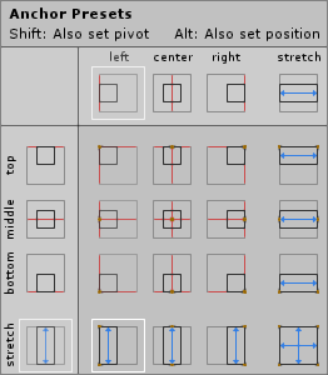 Anchor Presets
Shift: Also set pivot Alt: Also set position
left center right stretch
top
middle
bottom
stretch